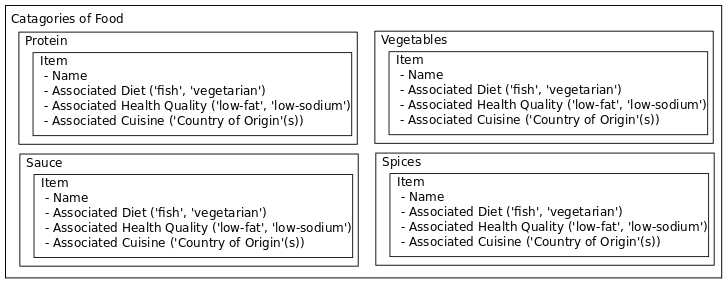 Catagories of Food
Protein
Item
- Name
- Associated Diet ('fish', 'vegetarian')
- Associated Health Quality ('low-fat', 'low-sodium')
- Associated Cuisine ('Country of Origin'(s))
Vegetables
Item
- Name
- Associated Diet ('fish', 'vegetarian')
- Associated Health Quality ('low-fat', 'low-sodium')
- Associated Cuisine ('Country of Origin'(s))
Sauce
Item
- Name
- Associated Diet ('fish', 'vegetarian')
- Associated Health Quality ('low-fat', 'low-sodium')
- Associated Cuisine ('Country of Origin'(s))
Spices
Item
- Name
- Associated Diet ('fish', 'vegetarian')
- Associated Health Quality ('low-fat', 'low-sodium')
- Associated Cuisine ('Country of Origin'(s))